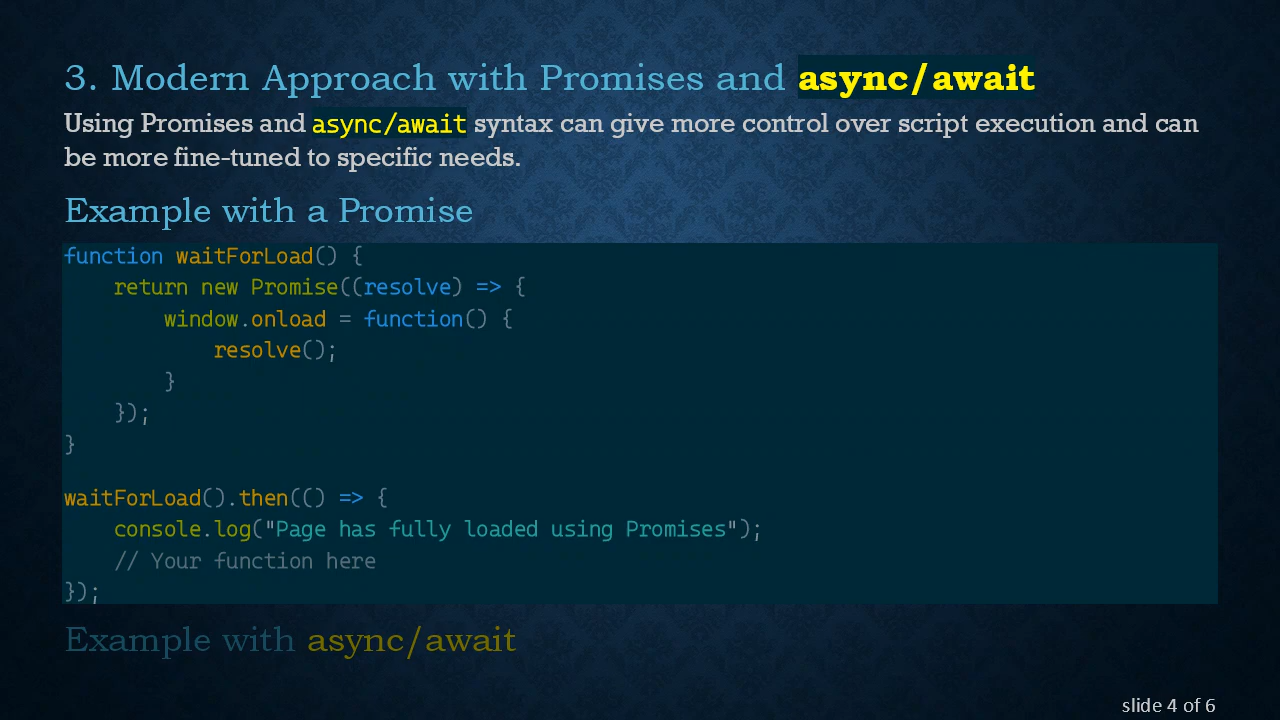 3. Modern Approach with Promises and async/await
Using Promises and async/await syntax can give more control over script execution and can
be more fine-tuned to specific needs.
Example with a Promise
function waitForLoad() {
    return new Promise((resolve) => {
        window.onload = function() {
            resolve();
        }
    });
}
waitForLoad().then(() => {
    console.log("Page has fully loaded using Promises");
    // Your function here
});
Example with async/await
slide 4 of 6